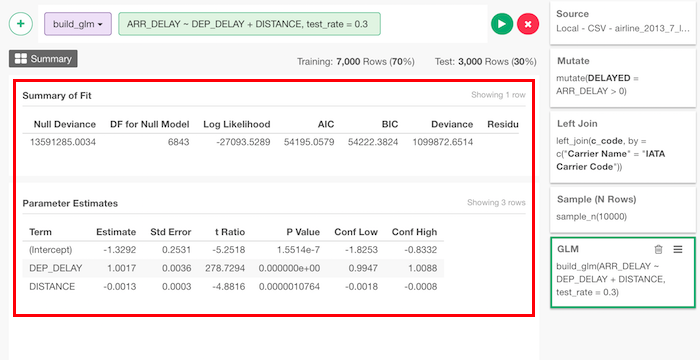 + build_glm ARR_DELAY ~ DEP_DELAY + DISTANCE, test_rate = 0.3
Summary Training: 7,000 Rows (70%) Test: 3,000 Rows (30%)
Summary of Fit Showing 1 row
Null Deviance DF for Null Model Log Likelihood AIC BIC Deviance Residu
13591285.0034 6843 -27093.5289 54195.0579 54222.3824 1099872.6514
Parameter Estimates Showing 3 rows
Term Estimate Std Error t Ratio P Value Conf Low Conf High
(Intercept) -1.3292 0.2531 -5.2518 1.5514e-7 -1.8253 -0.8332
DEP_DELAY 1.0017 0.0036 278.7294 0.000000e+00 0.9947 1.0088
DISTANCE -0.0013 0.0003 -4.8816 0.0000010764 -0.0018 -0.0008
Source
Local - CSV - airline_2013_7_l...
Mutate
mutate(DELAYED =
ARR_DELAY > 0)
Left Join
left_join(c_code, by =
c("Carrier Name" = "IATA
Carrier Code"))
Sample (N Rows)
sample_n(10000)
GLM
build_glm(ARR_DELAY ~
DEP_DELAY + DISTANCE,
test_rate = 0.3)